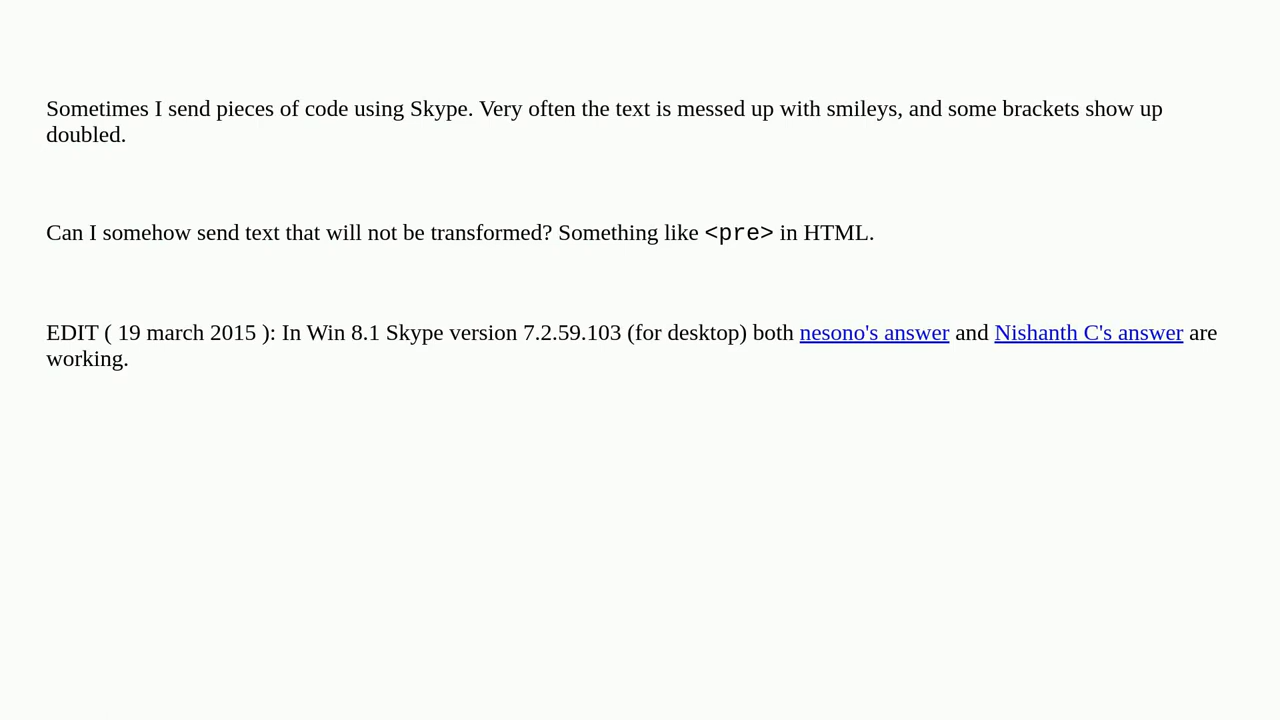 Sometimes I send pieces of code using Skype. Very often the text is messed up with smileys, and some brackets show up
doubled.
Can I somehow send text that will not be transformed? Something like <pre> in HTML.
EDIT ( 19 march 2015 ): In Win 8.1 Skype version 7.2.59.103 (for desktop) both nesono's answer and Nishanth C's answer are
working.